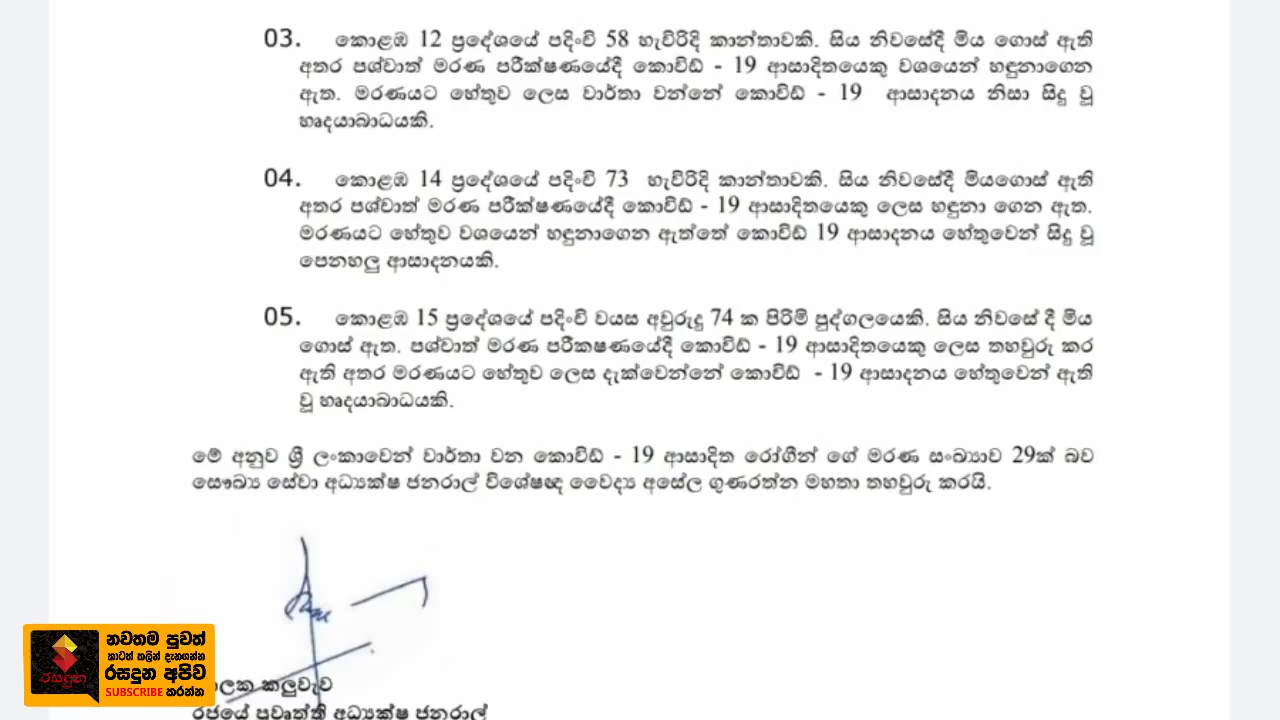 03. කොළඹ 12 ප්‍රදේශයේ පදිංචි 58 හැවිරිදි කාන්තාවකි. සිය නිවසේදී මිය ගොස් ඇති
අතර පශ්චාත් මරණ පරීක්ෂණයේදී කොවිඩ් - 19 ආසාදිතයෙකු වශයෙන් හඳුනාගෙන
ඇත. මරණයට හේතුව ලෙස වාර්තා වන්නේ කොවිඩ් - 19 ආසාදනය නිසා සිදු වූ
හෘදයාබාධයකි.
04. කොළඹ 14 ප්‍රදේශයේ පදිංචි 73 හැවිරිදි කාන්තාවකි. සිය නිවසේදී මියගොස් ඇති
අතර පශ්චාත් මරණ පරීක්ෂණයේදී කොවිඩ් - 19 ආසාදිතයෙකු ලෙස හඳුනා ගෙන ඇත.
මරණයට හේතුව වශයෙන් හඳුනාගෙන ඇත්තේ කොවිඩ් 19 ආසාදනය හේතුවෙන් සිදු වූ
පෙනහලු ආසාදනයකි.
05. කොළඹ 15 ප්‍රදේශයේ පදිංචි වයස අවුරුදු 74 ක පිරිමි පුද්ගලයෙකි. සිය නිවසේ දී මිය
ගොස් ඇත. පශ්චාත් මරණ පරීකෂණයේදී කොවිඩ් - 19 ආසාදිතයෙකු ලෙස තහවුරු කර
ඇති අතර මරණයට හේතුව ලෙස දැක්වෙන්නේ කොවිඩ් - 19 ආසාදනය හේතුවෙන් ඇති
වූ හෘදයාබාධයකි.
මේ අනුව ශ්‍රී ලංකාවෙන් වාර්තා වන කොවිඩ් - 19 ආසාදිත රෝගීන් ගේ මරණ සංඛ්‍යාව 29ක් බව
සෞඛ්‍ය සේවා අධ්‍යක්ෂ ජනරාල් විශේෂඥ වෛද්‍ය අසේල ගුණරත්න මහතා තහවුරු කරයි.
කලුවැව
රජයේ ප්‍රවෘත්ති අධ්‍යක්ෂ ජනරාල්
නවතම පුවත්
කාටත් කලින් දැනගන්න
රසදුන අපිව
SUBSCRIBE කරන්න
රසදුන